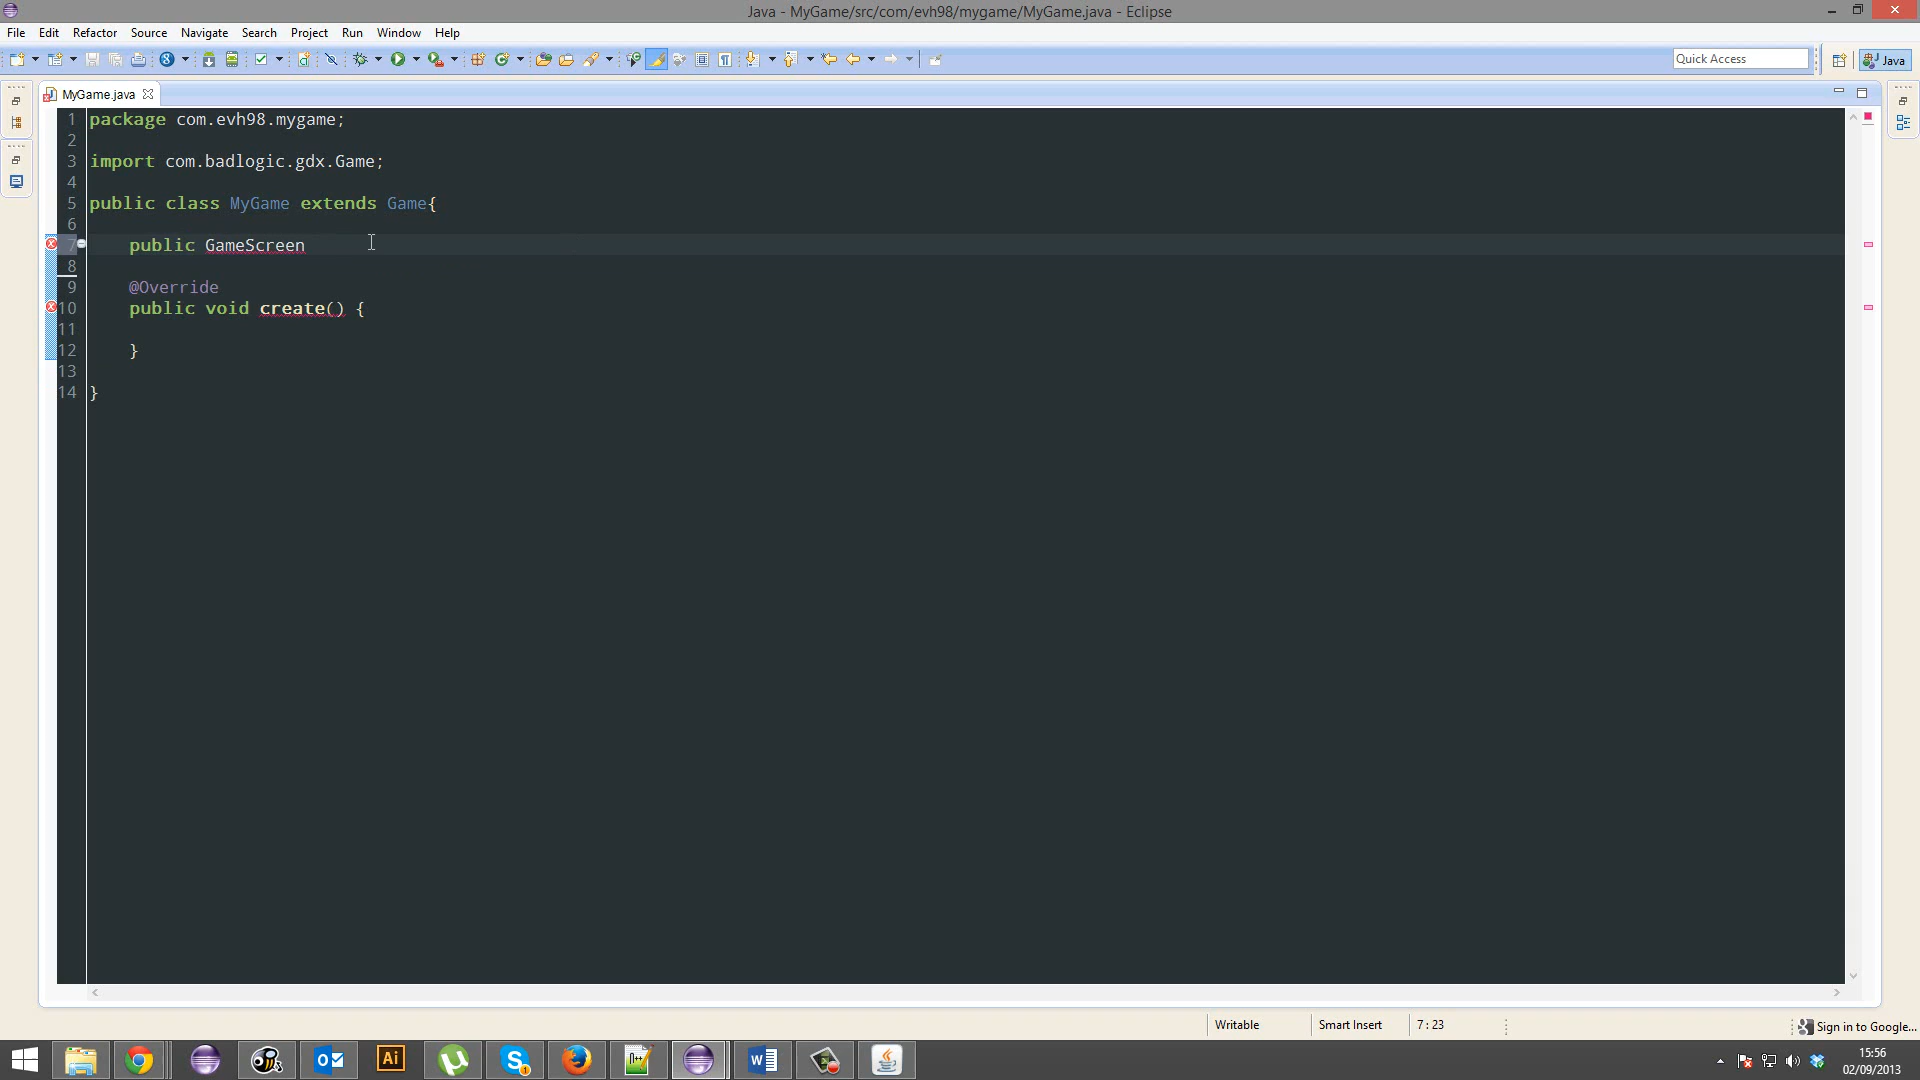 Java - MyGame/src/com/evh98/mygame/MyGame.java - Eclipse
File Edit Refactor Source Navigate Search Project Run Window Help
Quick Access
Java
MyGame.java
1 package com.evh98.mygame;
2
3 import com.badlogic.gdx.Game;
4
5 public class MyGame extends Game{
6
7 public GameScreen
8
9 @Override
10 public void create() {
11
12 }
13
14 }
Writable Smart Insert 7 : 23
Sign in to Google...
Ai
15:56
02/09/2013